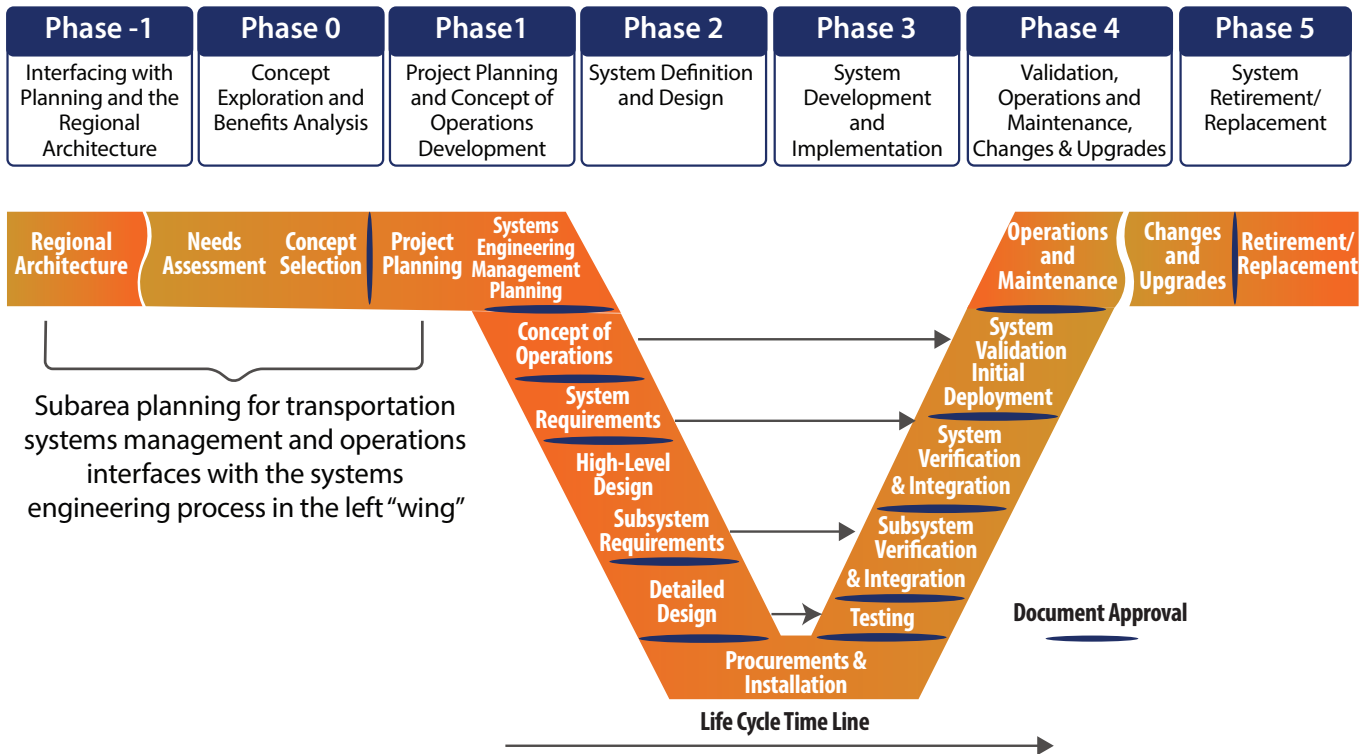 Phase -1
Interfacing with
Planning and the
Regional
Architecture
Phase 0
Concept
Exploration and
Benefits Analysis
Phase1
Project Planning
and Concept of
Operations
Development
Phase 2
System Definition
and Design
Phase 3
System
Development
and
Implementation
Phase 4
Validation,
Operations and
Maintenance,
Changes & Upgrades
Phase 5
System
Retirement/
Replacement
Regional
Architecture
Needs
Assessment
Concept
Selection
Project
Planning
Systems
Engineering
Management
Planning
Operations
and
Maintenance
Changes
and
Upgrades
Retirement/
Replacement
Concept of
Operations
System
Requirements
High-Level
Design
Subsystem
Requirements
Detailed
Design
Procurements &
Installation
System
Validation
Initial
Deployment
System
Verification
& Integration
Subsystem
Verification
& Integration
Testing
Subarea planning for transportation
systems management and operations
interfaces with the systems
engineering process in the left “wing”
Document Approval
Life Cycle Time Line